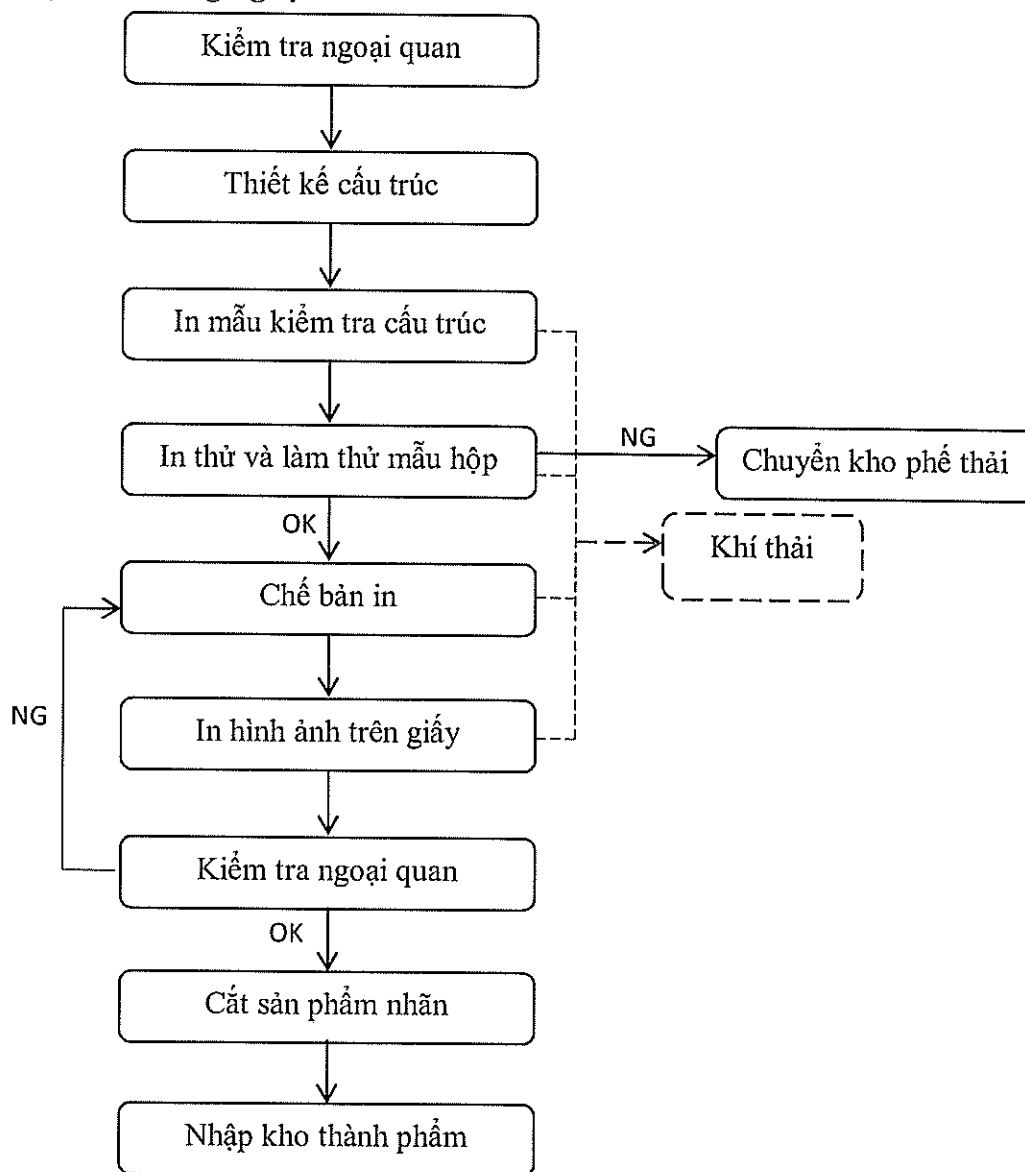 Kiểm tra ngoại quan
Thiết kế cấu trúc
In mẫu kiểm tra cấu trúc
In thử và làm thử mẫu hộp
NG
Chuyển kho phế thải
OK
Khí thải
Chế bản in
NG
In hình ảnh trên giấy
Kiểm tra ngoại quan
OK
Cắt sản phẩm nhãn
Nhập kho thành phẩm